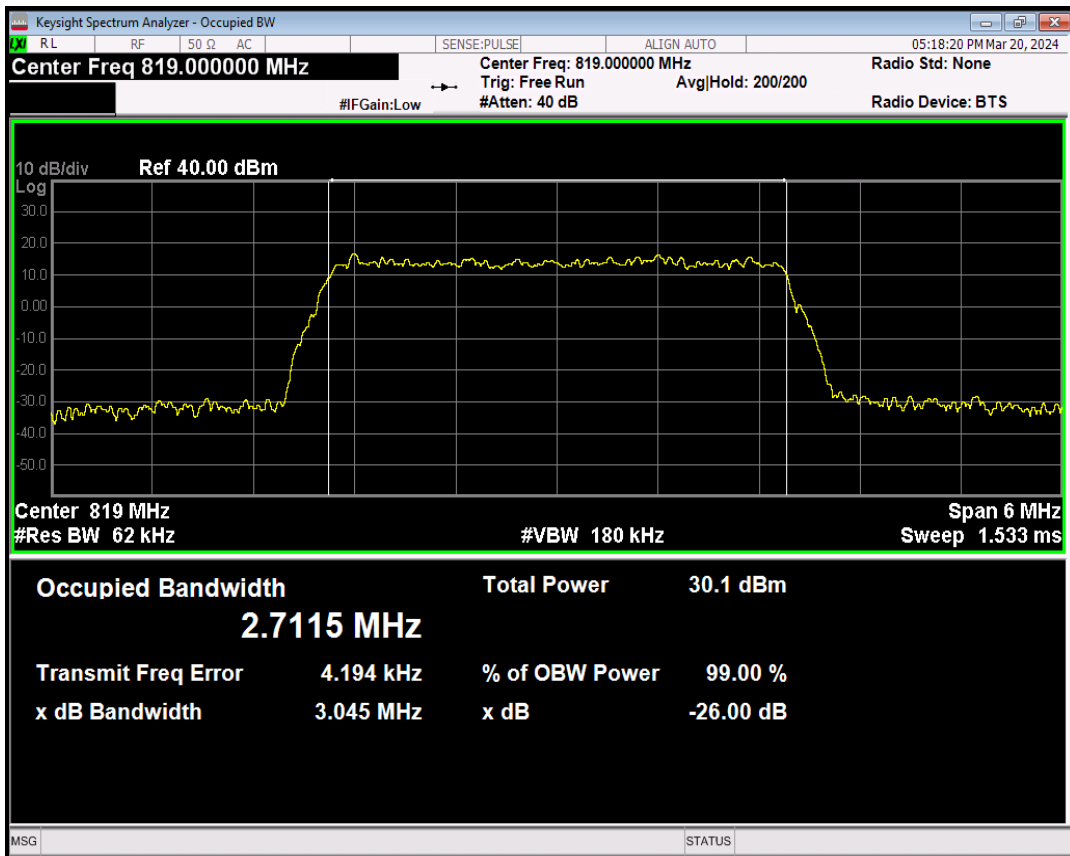 Keysight Spectrum Analyzer - Occupied BW
LXI RL RF 50 Ω AC SENSE:PULSE ALIGN AUTO 05:18:20 PM Mar 20, 2024
Center Freq 819.000000 MHz Center Freq: 819.000000 MHz Radio Std: None
Trig: Free Run Avg|Hold: 200/200
#IFGain:Low #Atten: 40 dB Radio Device: BTS
10 dB/div Ref 40.00 dBm
Log
30.0
20.0
10.0
0.00
-10.0
-20.0
-30.0
-40.0
-50.0
Center 819 MHz Span 6 MHz
#Res BW 62 kHz #VBW 180 kHz Sweep 1.533 ms
Occupied Bandwidth Total Power 30.1 dBm
2.7115 MHz
Transmit Freq Error 4.194 kHz % of OBW Power 99.00 %
x dB Bandwidth 3.045 MHz x dB -26.00 dB
MSG STATUS